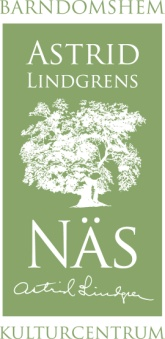 BARNDOMSHEM
ASTRID
LINDGRENS
NÄS
Astrid Lindgren
KULTURCENTRUM